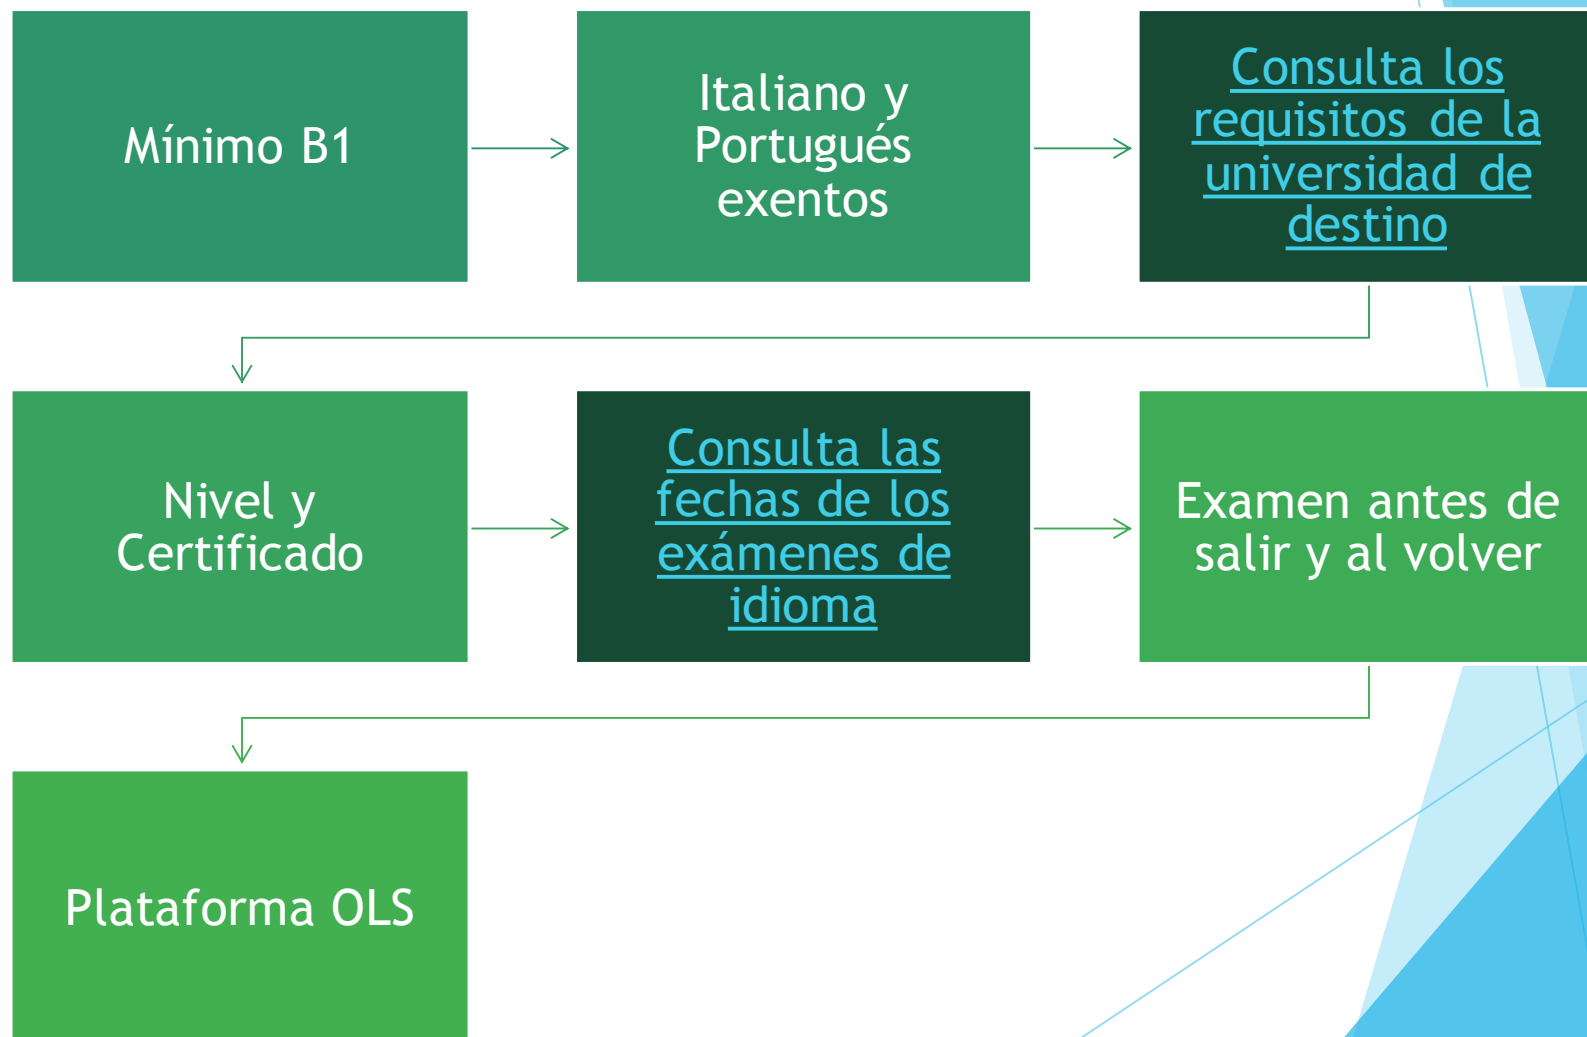 Mínimo B1
Italiano y
Portugués
exentos
Consulta los
requisitos de la
universidad de
destino
Nivel y
Certificado
Consulta las
fechas de los
exámenes de
idioma
Examen antes de
salir y al volver
Plataforma OLS